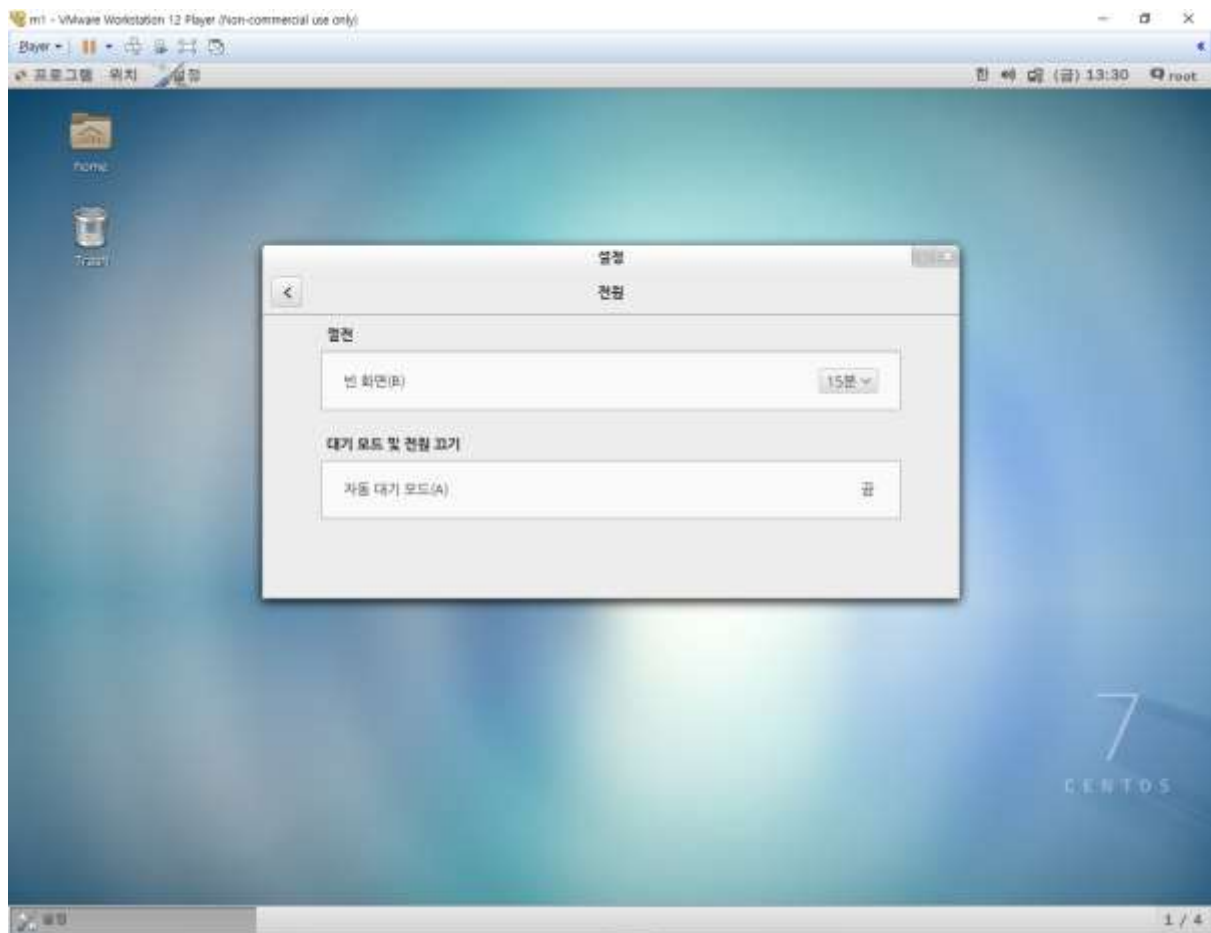 m1 - VMware Workstation 12 Player (Non-commercial use only)
Player
프로그램 위치 설정 한 (금) 13:30 root
home
Trash
설정
전원
절전
빈 화면(B) 15분
대기 모드 및 전원 끄기
자동 대기 모드(A) 끔
7
CENTOS
설정 1 / 4